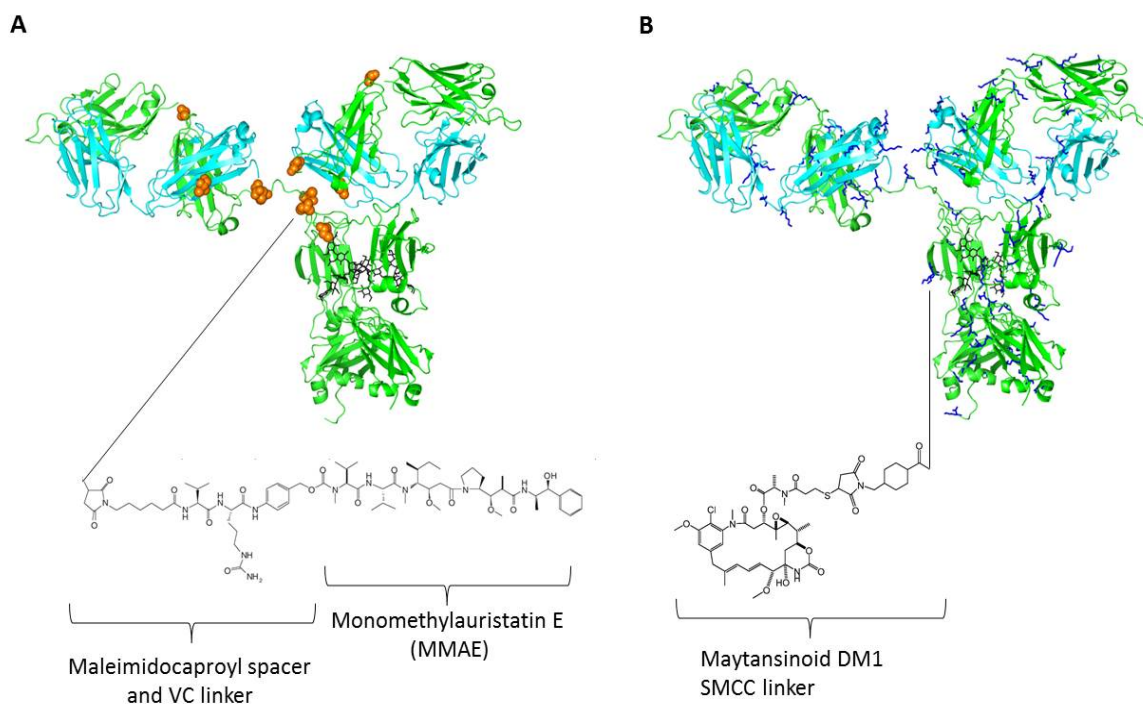 A
B
Monomethylauristatin E
(MMAE)
Maleimidocaproyl spacer
and VC linker
Maytansinoid DM1
SMCC linker